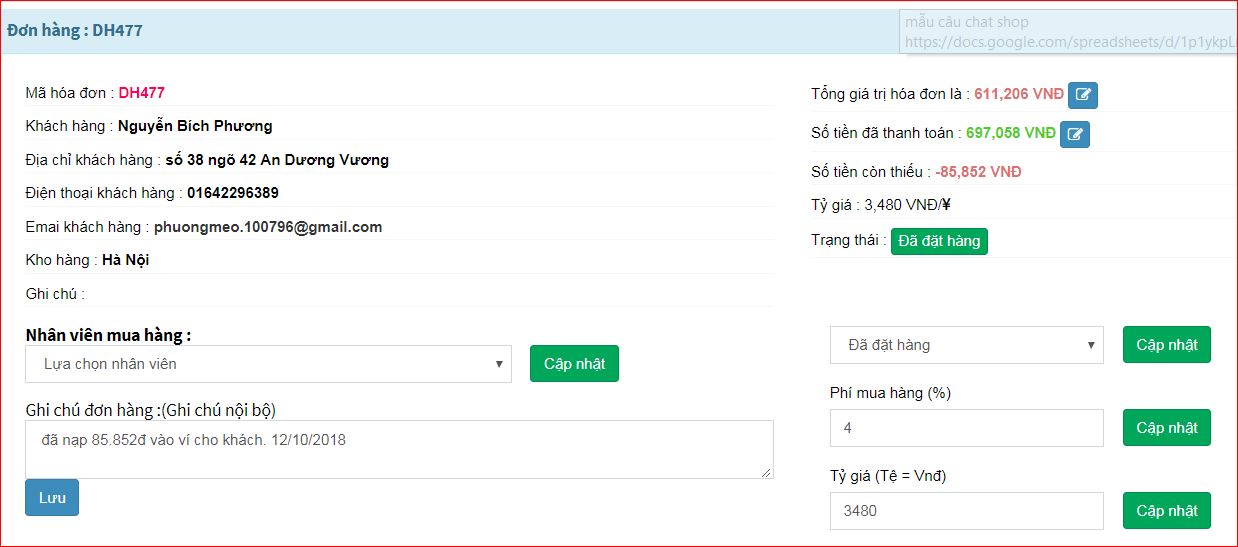 Đơn hàng : DH477
mẫu câu chat shop
https://docs.google.com/spreadsheets/d/1p1ykpL
Mã hóa đơn : DH477
Khách hàng : Nguyễn Bích Phương
Địa chỉ khách hàng : số 38 ngõ 42 An Dương Vương
Điện thoại khách hàng : 01642296389
Emai khách hàng : phuongmeo.100796@gmail.com
Kho hàng : Hà Nội
Ghi chú :
Tổng giá trị hóa đơn là : 611,206 VNĐ
Số tiền đã thanh toán : 697,058 VNĐ
Số tiền còn thiếu : -85,852 VNĐ
Tỷ giá : 3,480 VNĐ/¥
Trạng thái : Đã đặt hàng
Nhân viên mua hàng :
Lựa chọn nhân viên
Cập nhật
Ghi chú đơn hàng :(Ghi chú nội bộ)
đã nạp 85.852đ vào ví cho khách. 12/10/2018
Lưu
Đã đặt hàng
Cập nhật
Phí mua hàng (%)
4
Cập nhật
Tỷ giá (Tệ = Vnđ)
3480
Cập nhật